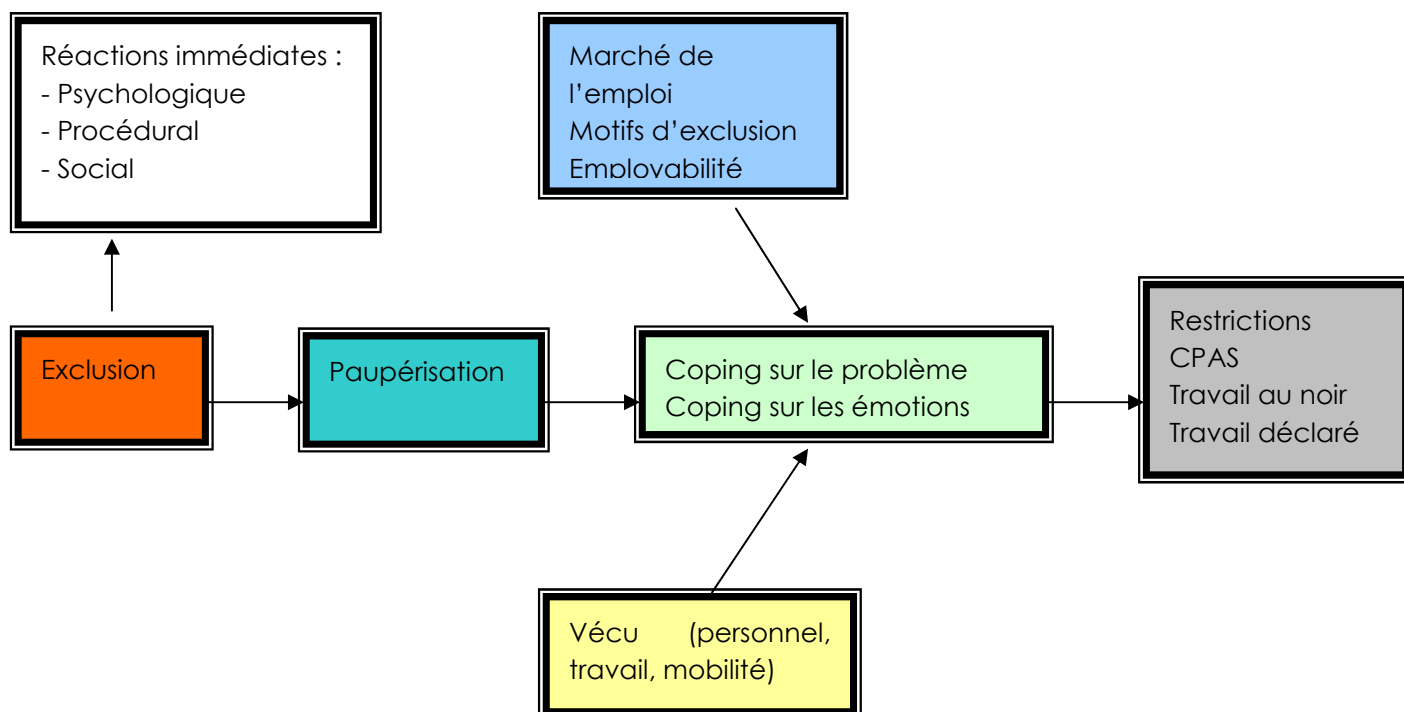 Réactions immédiates :
- Psychologique
- Procédural
- Social
Marché de
l’emploi
Motifs d’exclusion
Employabilité
Exclusion
Paupérisation
Coping sur le problème
Coping sur les émotions
Restrictions
CPAS
Travail au noir
Travail déclaré
Vécu (personnel,
travail, mobilité)